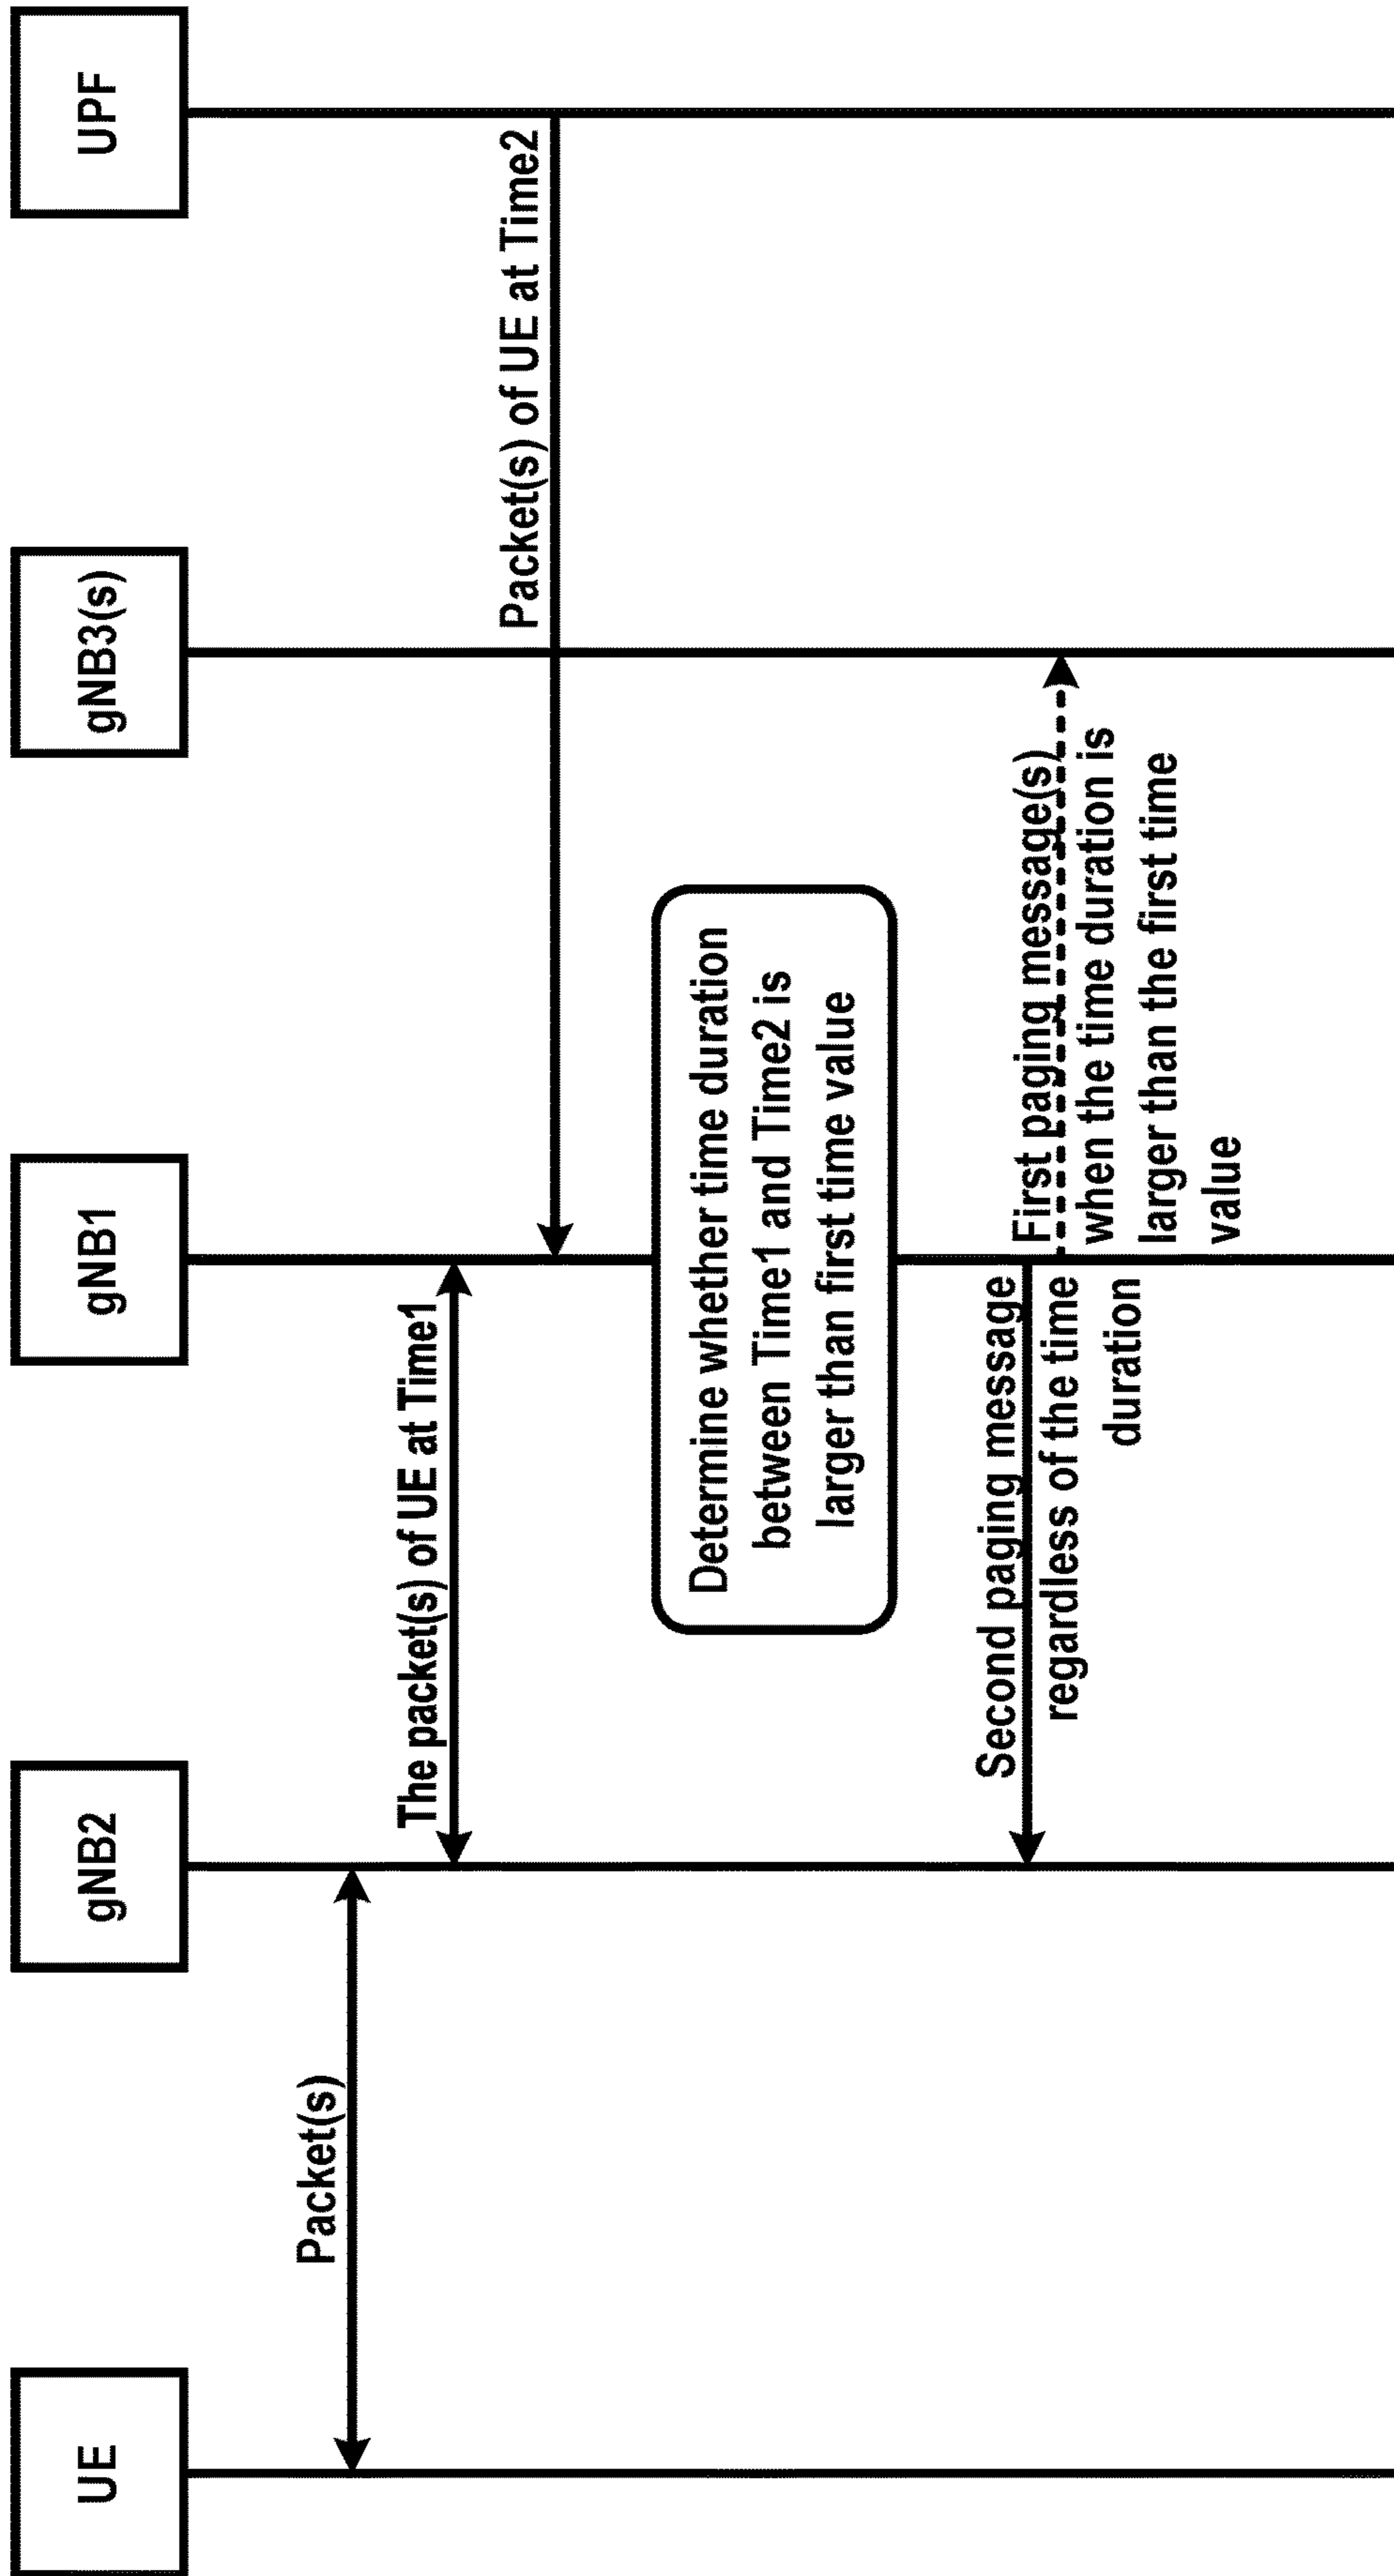 UE
gNB2
gNB1
gNB3(s)
UPF
Packet(s)
The packet(s) of UE at Time1
Packet(s) of UE at Time2
Determine whether time duration
between Time1 and Time2 is
larger than first time value
Second paging message
regardless of the time
duration
First paging message(s)
when the time duration is
larger than the first time
value